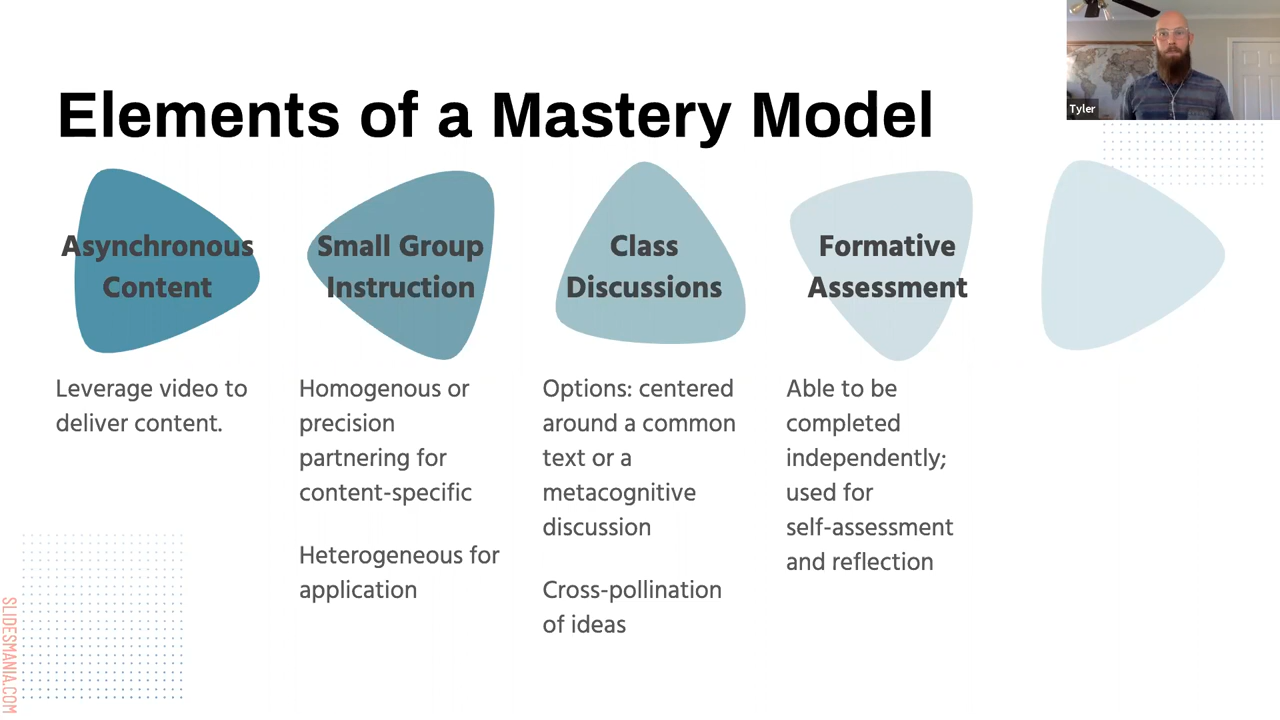 Elements of a Mastery Model
Tyler
Asynchronous
Content
Leverage video to
deliver content.
Small Group
Instruction
Homogenous or
precision
partnering for
content-specific
Heterogeneous for
application
Class
Discussions
Options: centered
around a common
text or a
metacognitive
discussion
Cross-pollination
of ideas
Formative
Assessment
Able to be
completed
independently;
used for
self-assessment
and reflection
SLIDESMANIA.COM